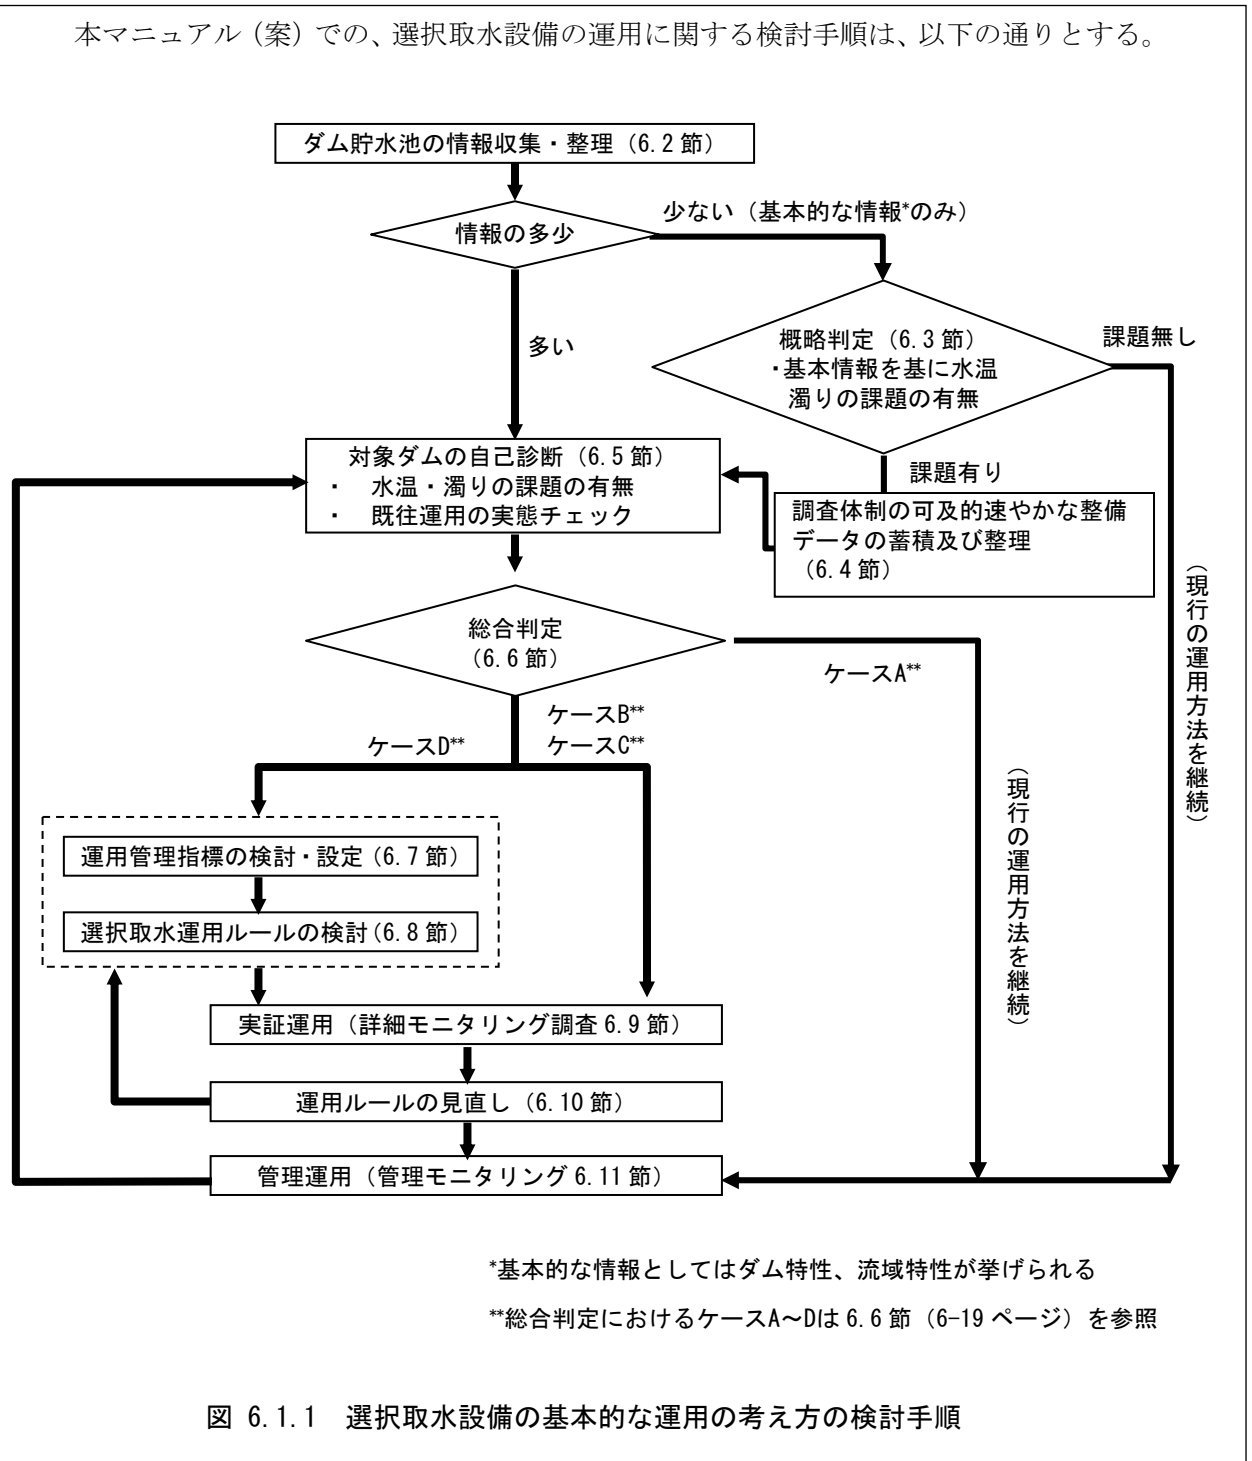 本マニュアル（案）での、選択取水設備の運用に関する検討手順は、以下の通りとする。
ダム貯水池の情報収集・整理（6.2節）
情報の多少
少ない（基本的な情報*のみ）
多い
概略判定（6.3節）
・基本情報を基に水温
濁りの課題の有無
課題無し
課題有り
対象ダムの自己診断（6.5節）
・ 水温・濁りの課題の有無
・ 既往運用の実態チェック
調査体制の可及的速やかな整備
データの蓄積及び整理
（6.4節）
（現行の運用方法を継続）
総合判定
（6.6節）
ケースA**
ケースB**
ケースC**
ケースD**
（現行の運用方法を継続）
運用管理指標の検討・設定（6.7節）
選択取水運用ルールの検討（6.8節）
実証運用（詳細モニタリング調査6.9節）
運用ルールの見直し（6.10節）
管理運用（管理モニタリング6.11節）
*基本的な情報としてはダム特性、流域特性が挙げられる
**総合判定におけるケースA～Dは6.6節（6-19ページ）を参照
図 6.1.1 選択取水設備の基本的な運用の考え方の検討手順